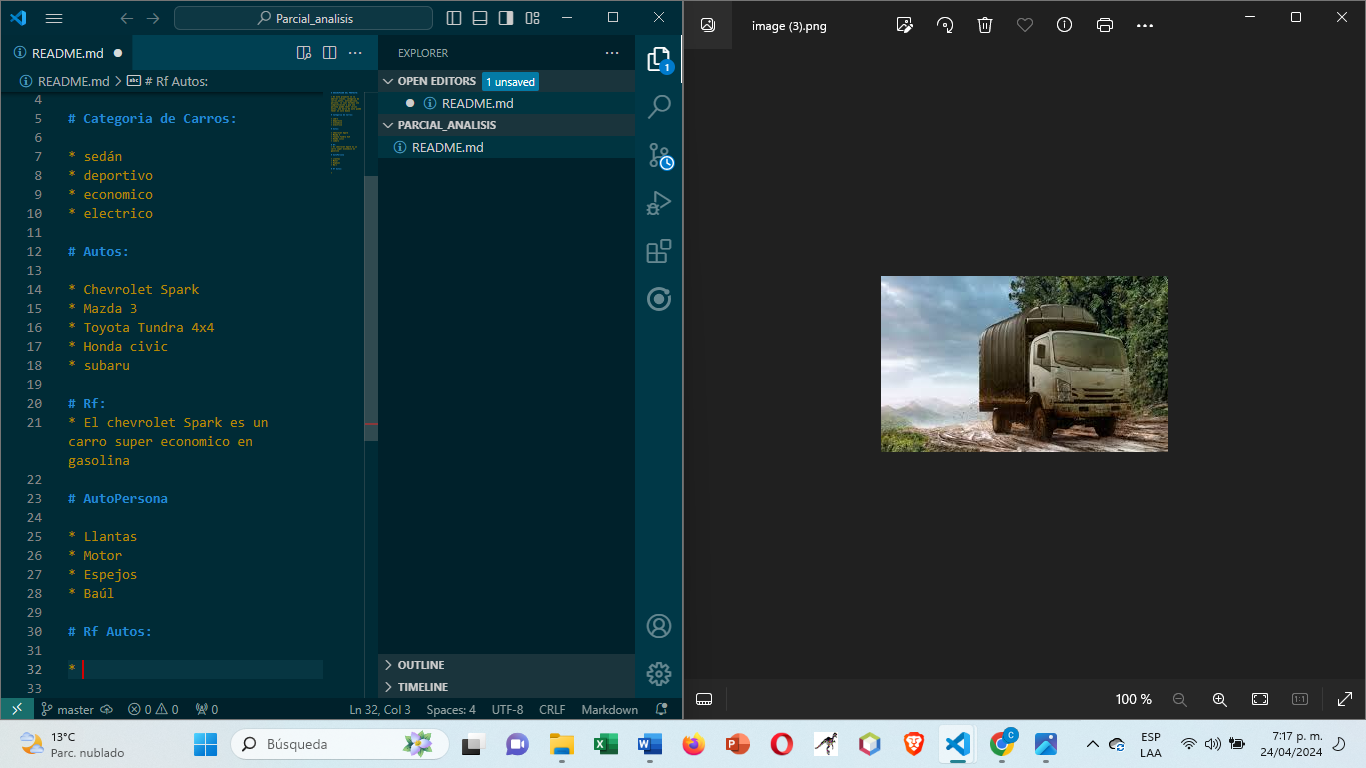 Parcial_analisis
README.md
README.md > # Rf Autos:
4
5 # Categoria de Carros:
6
7 * sedán
8 * deportivo
9 * economico
10 * electrico
11
12 # Autos:
13
14 * Chevrolet Spark
15 * Mazda 3
16 * Toyota Tundra 4x4
17 * Honda civic
18 * subaru
19
20 # Rf:
21 * El chevrolet Spark es un
carro super economico en
gasolina
22
23 # AutoPersona
24
25 * Llantas
26 * Motor
27 * Espejos
28 * Baúl
29
30 # Rf Autos:
31
32 *
33
EXPLORER
OPEN EDITORS 1 unsaved
README.md
PARCIAL_ANALISIS
README.md
OUTLINE
TIMELINE
1
master 0 0 0 Ln 32, Col 3 Spaces: 4 UTF-8 CRLF Markdown
image (3).png
100 % 1:1
13°C
Parc. nublado
Búsqueda
C
ESP
LAA
7:17 p. m.
24/04/2024